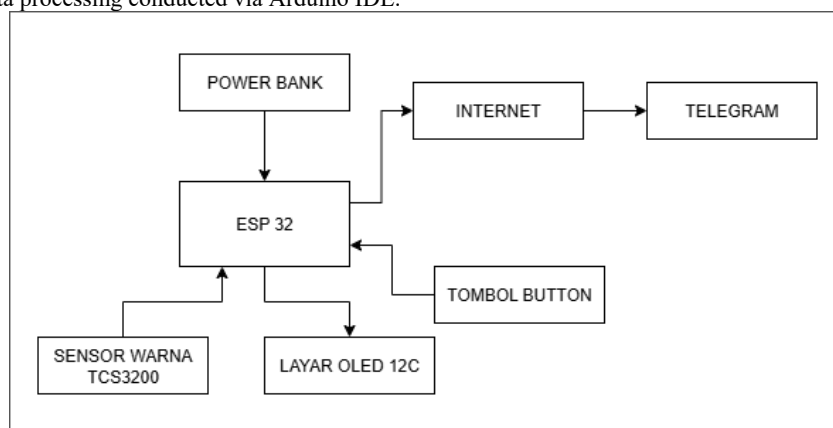 ta processing conducted via Arduino IDE.
POWER BANK
INTERNET
TELEGRAM
ESP 32
TOMBOL BUTTON
SENSOR WARNA
TCS3200
LAYAR OLED 12C